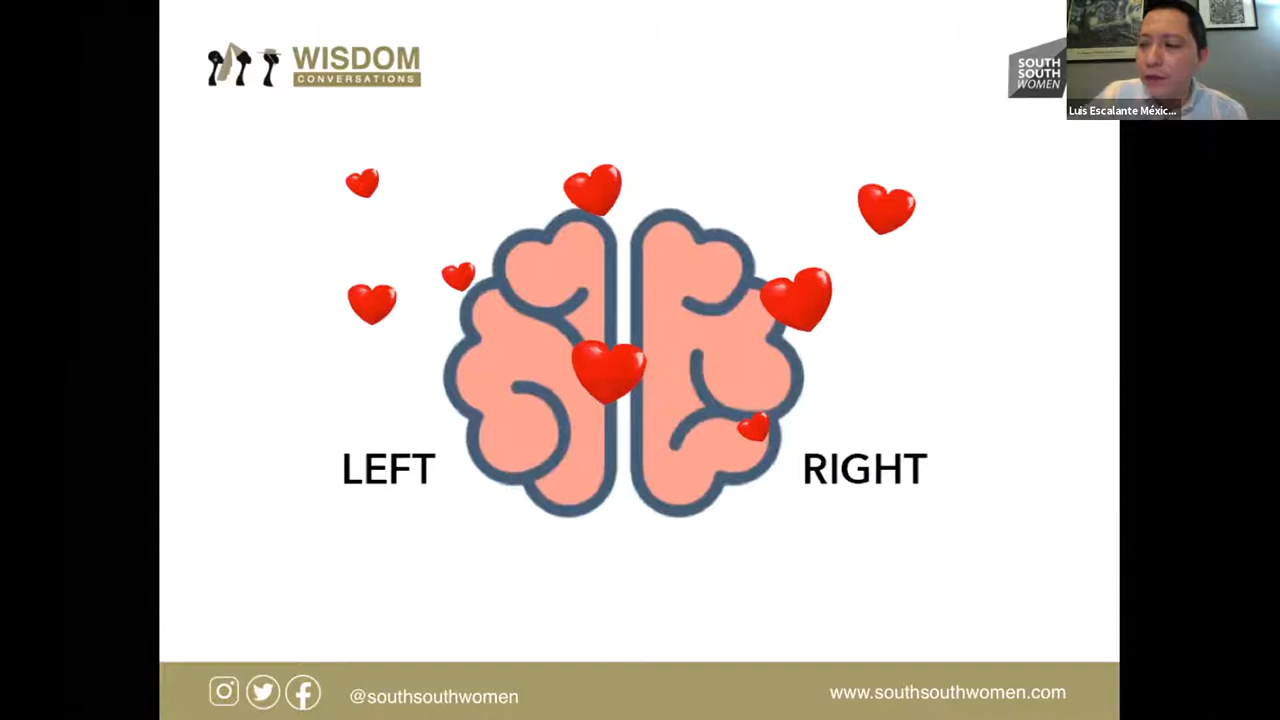 WISDOM
CONVERSATIONS
SOUTH
SOUTH
WOMEN
Luis Escalante Méxic...
LEFT
RIGHT
@southsouthwomen
www.southsouthwomen.com